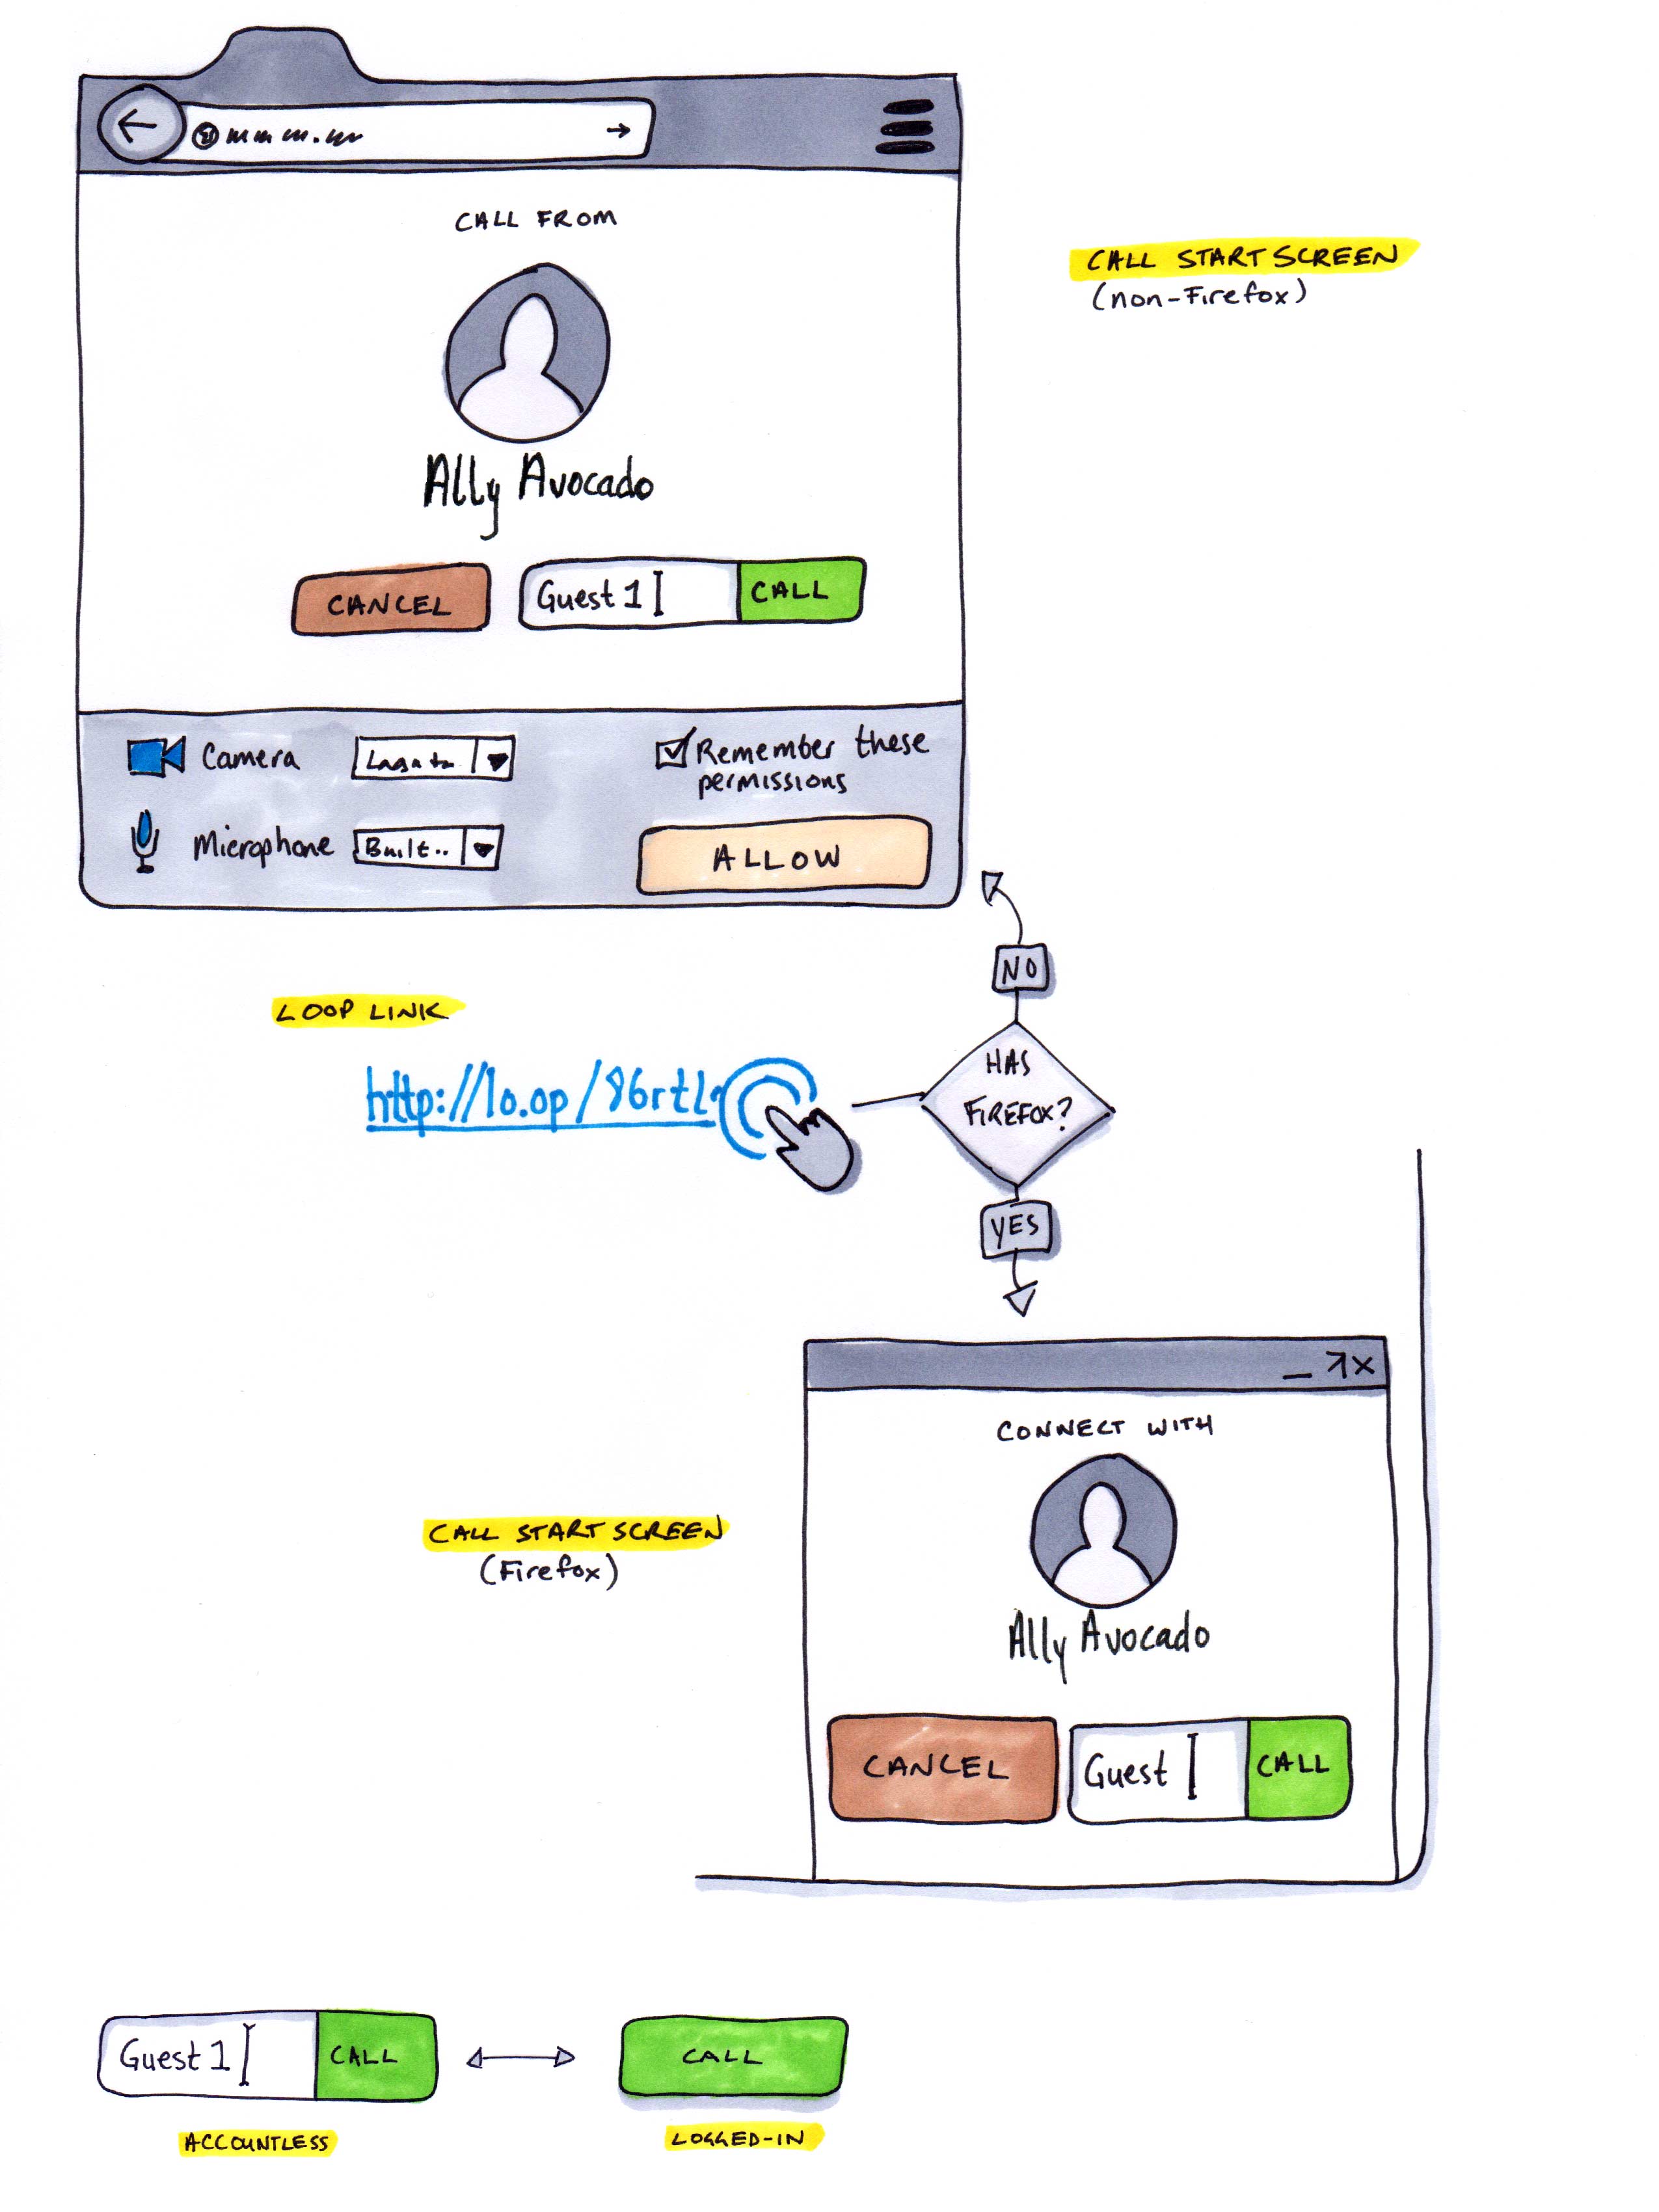 CALL FROM
CALL START SCREEN
(non-Firefox)
Ally Avocado
CANCEL
Guest 1
CALL
Camera
Remember these
permissions
Microphone
Built..
ALLOW
NO
LOOP LINK
HAS
FIREFOX?
http://lo.op/86rtL
YES
CONNECT WITH
CALL START SCREEN
(Firefox)
Ally Avocado
CANCEL
Guest
CALL
Guest 1
CALL
CALL
ACCOUNTLESS
LOGGED-IN